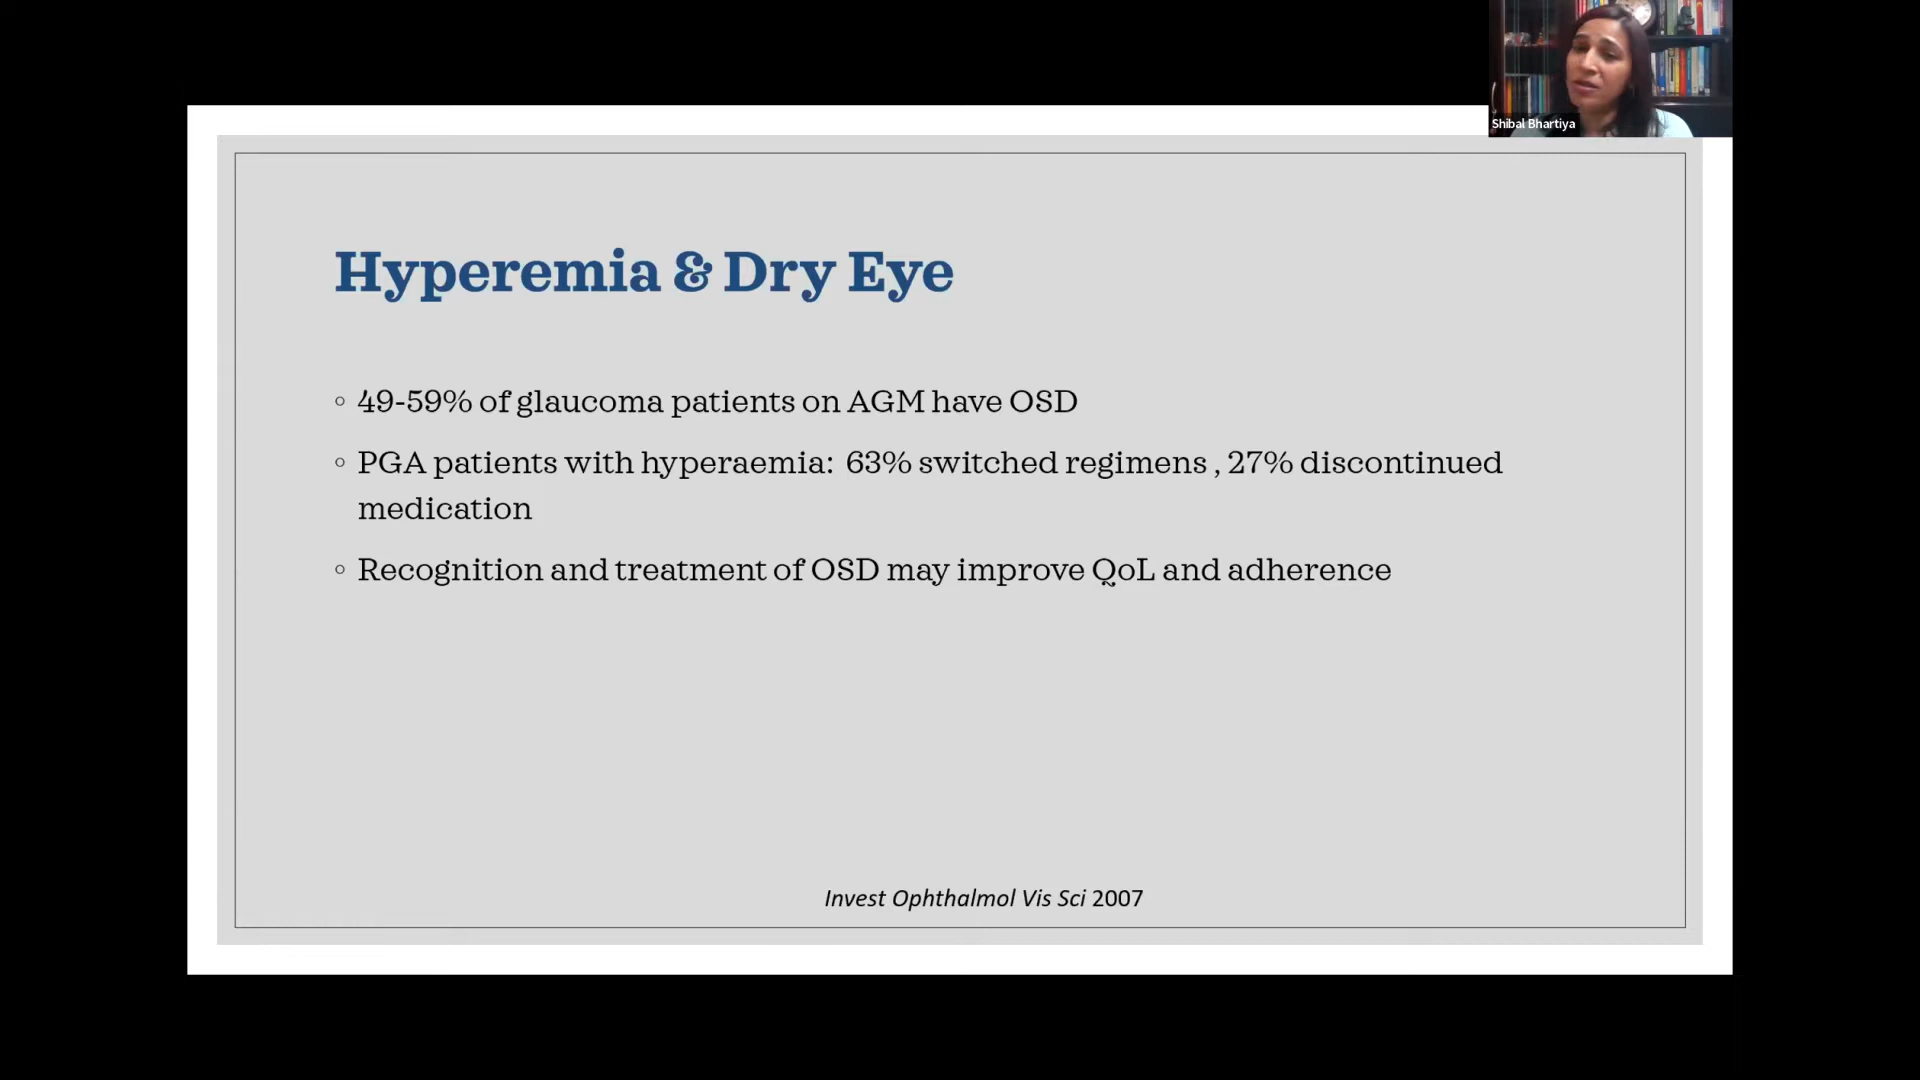 Shibal Bhartiya
Hyperemia & Dry Eye
◦ 49-59% of glaucoma patients on AGM have OSD
◦ PGA patients with hyperaemia: 63% switched regimens , 27% discontinued
medication
◦ Recognition and treatment of OSD may improve QoL and adherence
Invest Ophthalmol Vis Sci 2007